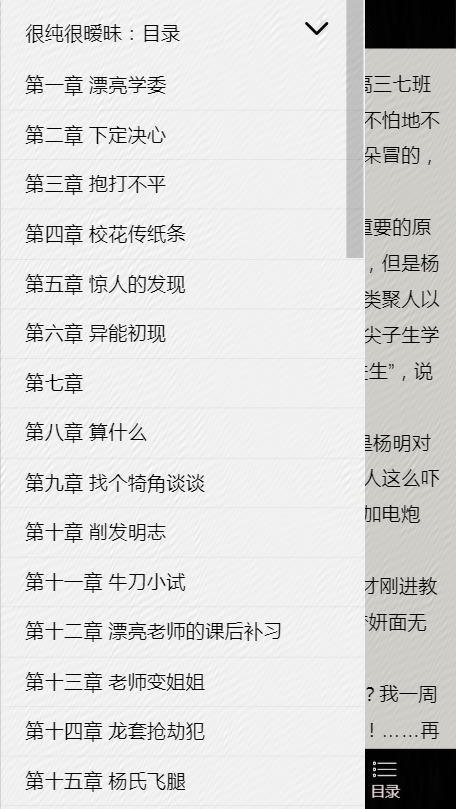 很纯很暧昧：目录
第一章 漂亮学委
第二章 下定决心
第三章 抱打不平
第四章 校花传纸条
第五章 惊人的发现
第六章 异能初现
第七章
第八章 算什么
第九章 找个犄角谈谈
第十章 削发明志
第十一章 牛刀小试
第十二章 漂亮老师的课后补习
第十三章 老师变姐姐
第十四章 龙套抢劫犯
第十五章 杨氏飞腿
高三七班
不怕地不
朵冒的，
重要的原
，但是杨
类聚人以
尖子生学
生”，说
是杨明对
人这么吓
加电炮
才刚进教
妍面无
？我一周
！……再
目录